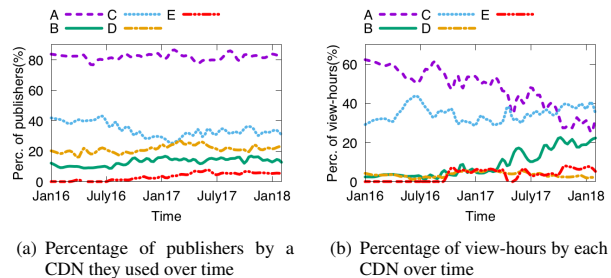 A C E
B D
Perc. of publishers(%)
80
60
40
20
0
Jan16 July16 Jan17 July17 Jan18
Time
(a) Percentage of publishers by a
CDN they used over time
A C E
B D
Perc. of view-hours(%)
60
40
20
0
Jan16 July16 Jan17 July17 Jan18
Time
(b) Percentage of view-hours by each
CDN over time